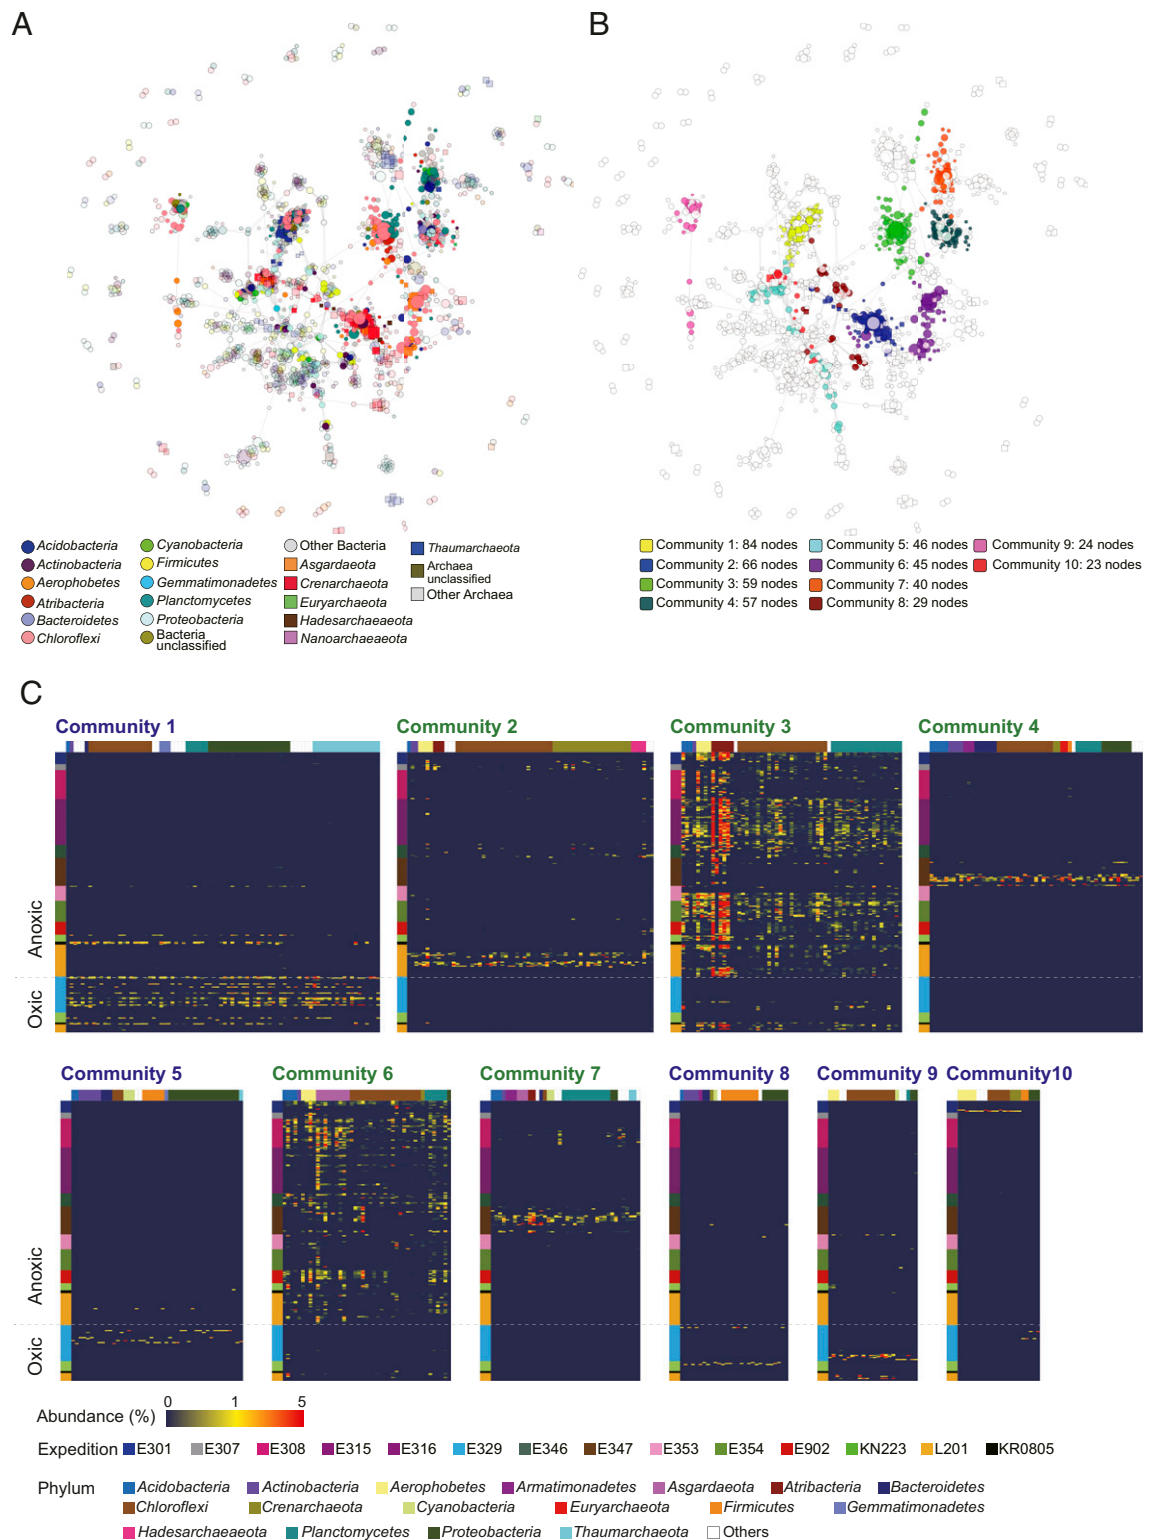 A
B
Acidobacteria
Actinobacteria
Aerophobetes
Atribacteria
Bacteroidetes
Chloroflexi
Cyanobacteria
Firmicutes
Gemmatimonadetes
Planctomycetes
Proteobacteria
Bacteria
unclassified
Other Bacteria
Asgardaeota
Crenarchaeota
Euryarchaeota
Hadesarchaeaeota
Nanoarchaeaeota
Thaumarchaeota
Archaea
unclassified
Other Archaea
Community 1: 84 nodes
Community 2: 66 nodes
Community 3: 59 nodes
Community 4: 57 nodes
Community 5: 46 nodes
Community 6: 45 nodes
Community 7: 40 nodes
Community 8: 29 nodes
Community 9: 24 nodes
Community 10: 23 nodes
C
Community 1
Community 2
Community 3
Community 4
Anoxic
Oxic
Community 5
Community 6
Community 7
Community 8
Community 9
Community10
Anoxic
Oxic
0 1 5
Abundance (%)
Expedition E301 E307 E308 E315 E316 E329 E346 E347 E353 E354 E902 KN223 L201 KR0805
Phylum Acidobacteria Actinobacteria Aerophobetes Armatimonadetes Asgardaeota Atribacteria Bacteroidetes
Chloroflexi Crenarchaeota Cyanobacteria Euryarchaeota Firmicutes Gemmatimonadetes
Hadesarchaeaeota Planctomycetes Proteobacteria Thaumarchaeota Others